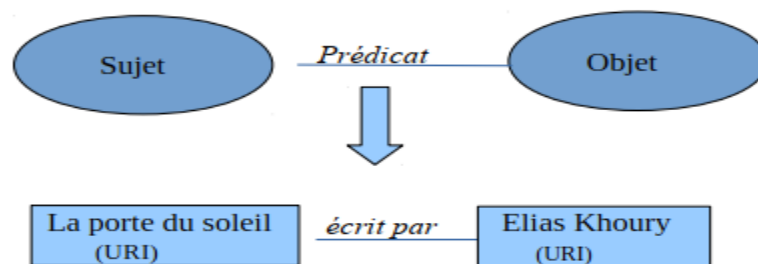 Sujet Prédicat Objet
La porte du soleil écrit par Elias Khoury
(URI) (URI)